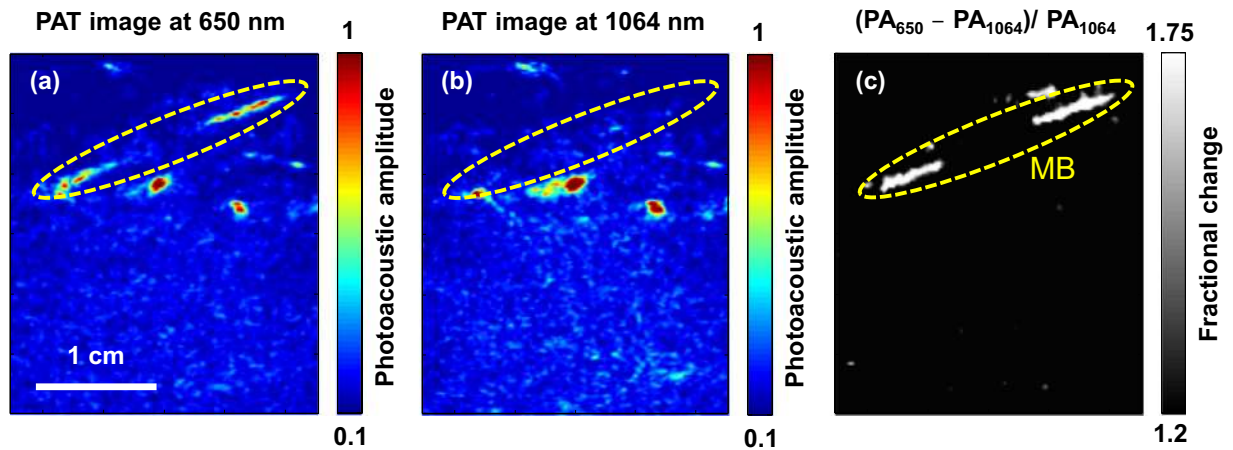 PAT image at 650 nm
PAT image at 1064 nm
(PA650 – PA1064)/ PA1064
1
1
1.75
(a)
(b)
(c)
Photoacoustic amplitude
Photoacoustic amplitude
MB
Fractional change
1 cm
0.1
0.1
1.2